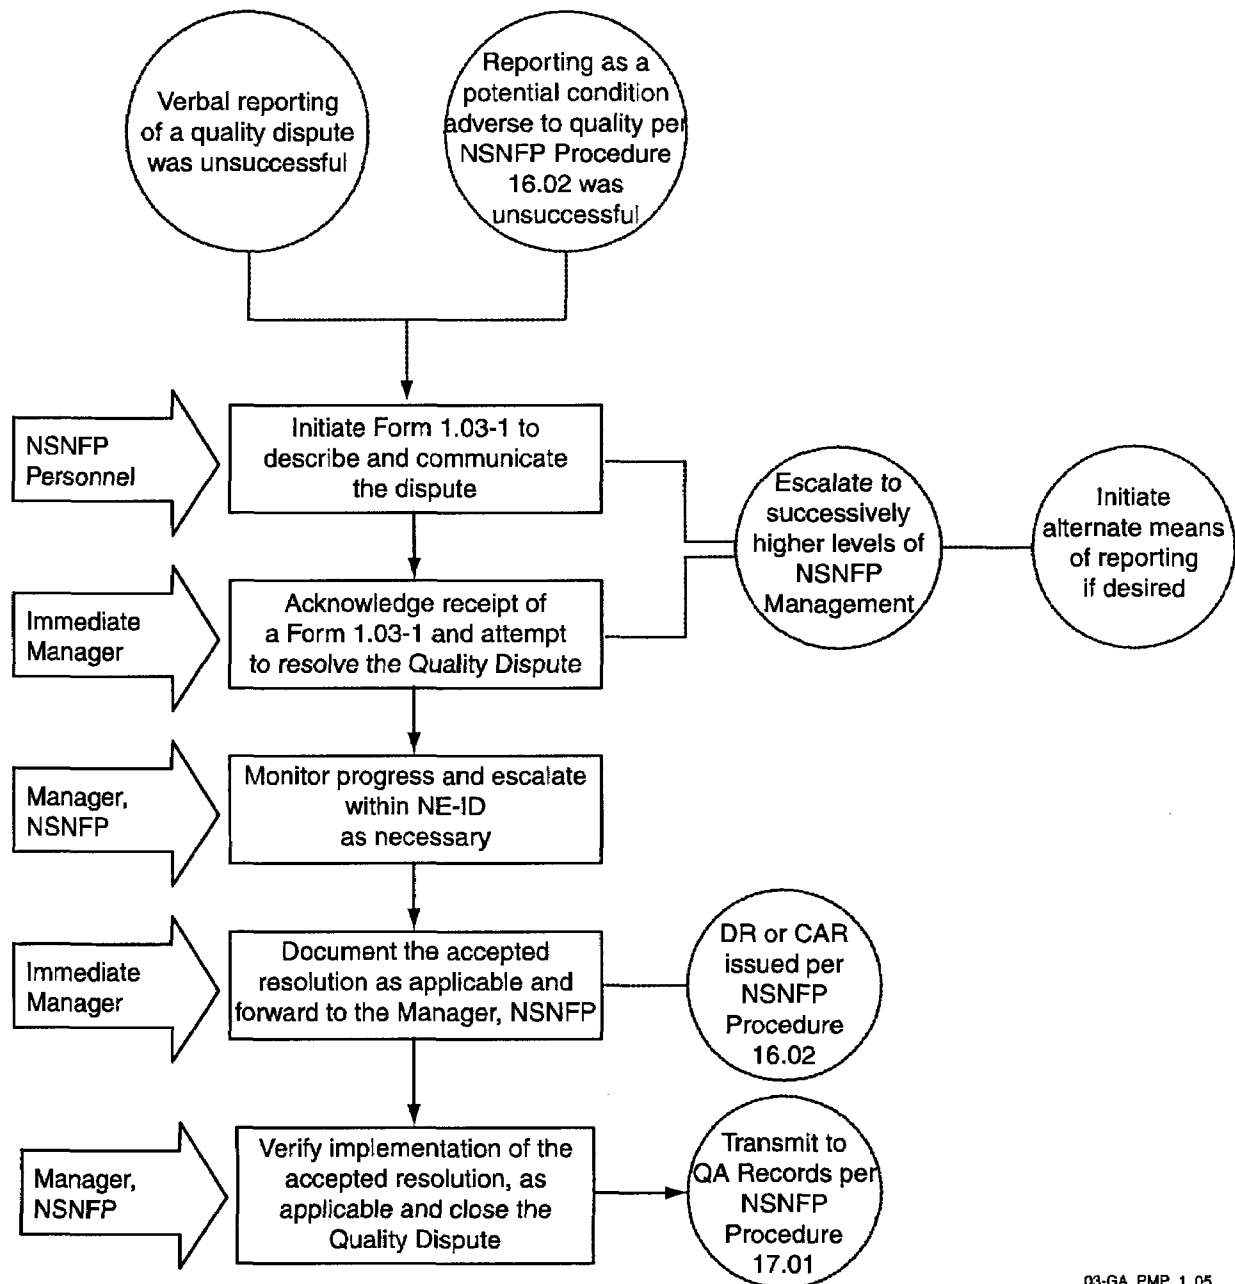 Verbal reporting
of a quality dispute
was unsuccessful
Reporting as a
potential condition
adverse to quality per
NSNFP Procedure
16.02 was
unsuccessful
NSNFP
Personnel
Initiate Form 1.03-1 to
describe and communicate
the dispute
Escalate to
successively
higher levels of
NSNFP
Management
Initiate
alternate means
of reporting
if desired
Immediate
Manager
Acknowledge receipt of
a Form 1.03-1 and attempt
to resolve the Quality Dispute
Manager,
NSNFP
Monitor progress and escalate
within NE-ID
as necessary
Immediate
Manager
Document the accepted
resolution as applicable and
forward to the Manager, NSNFP
DR or CAR
issued per
NSNFP
Procedure
16.02
Manager,
NSNFP
Verify implementation of the
accepted resolution, as
applicable and close the
Quality Dispute
Transmit to
QA Records per
NSNFP
Procedure
17.01
03-GA PMP 1 05